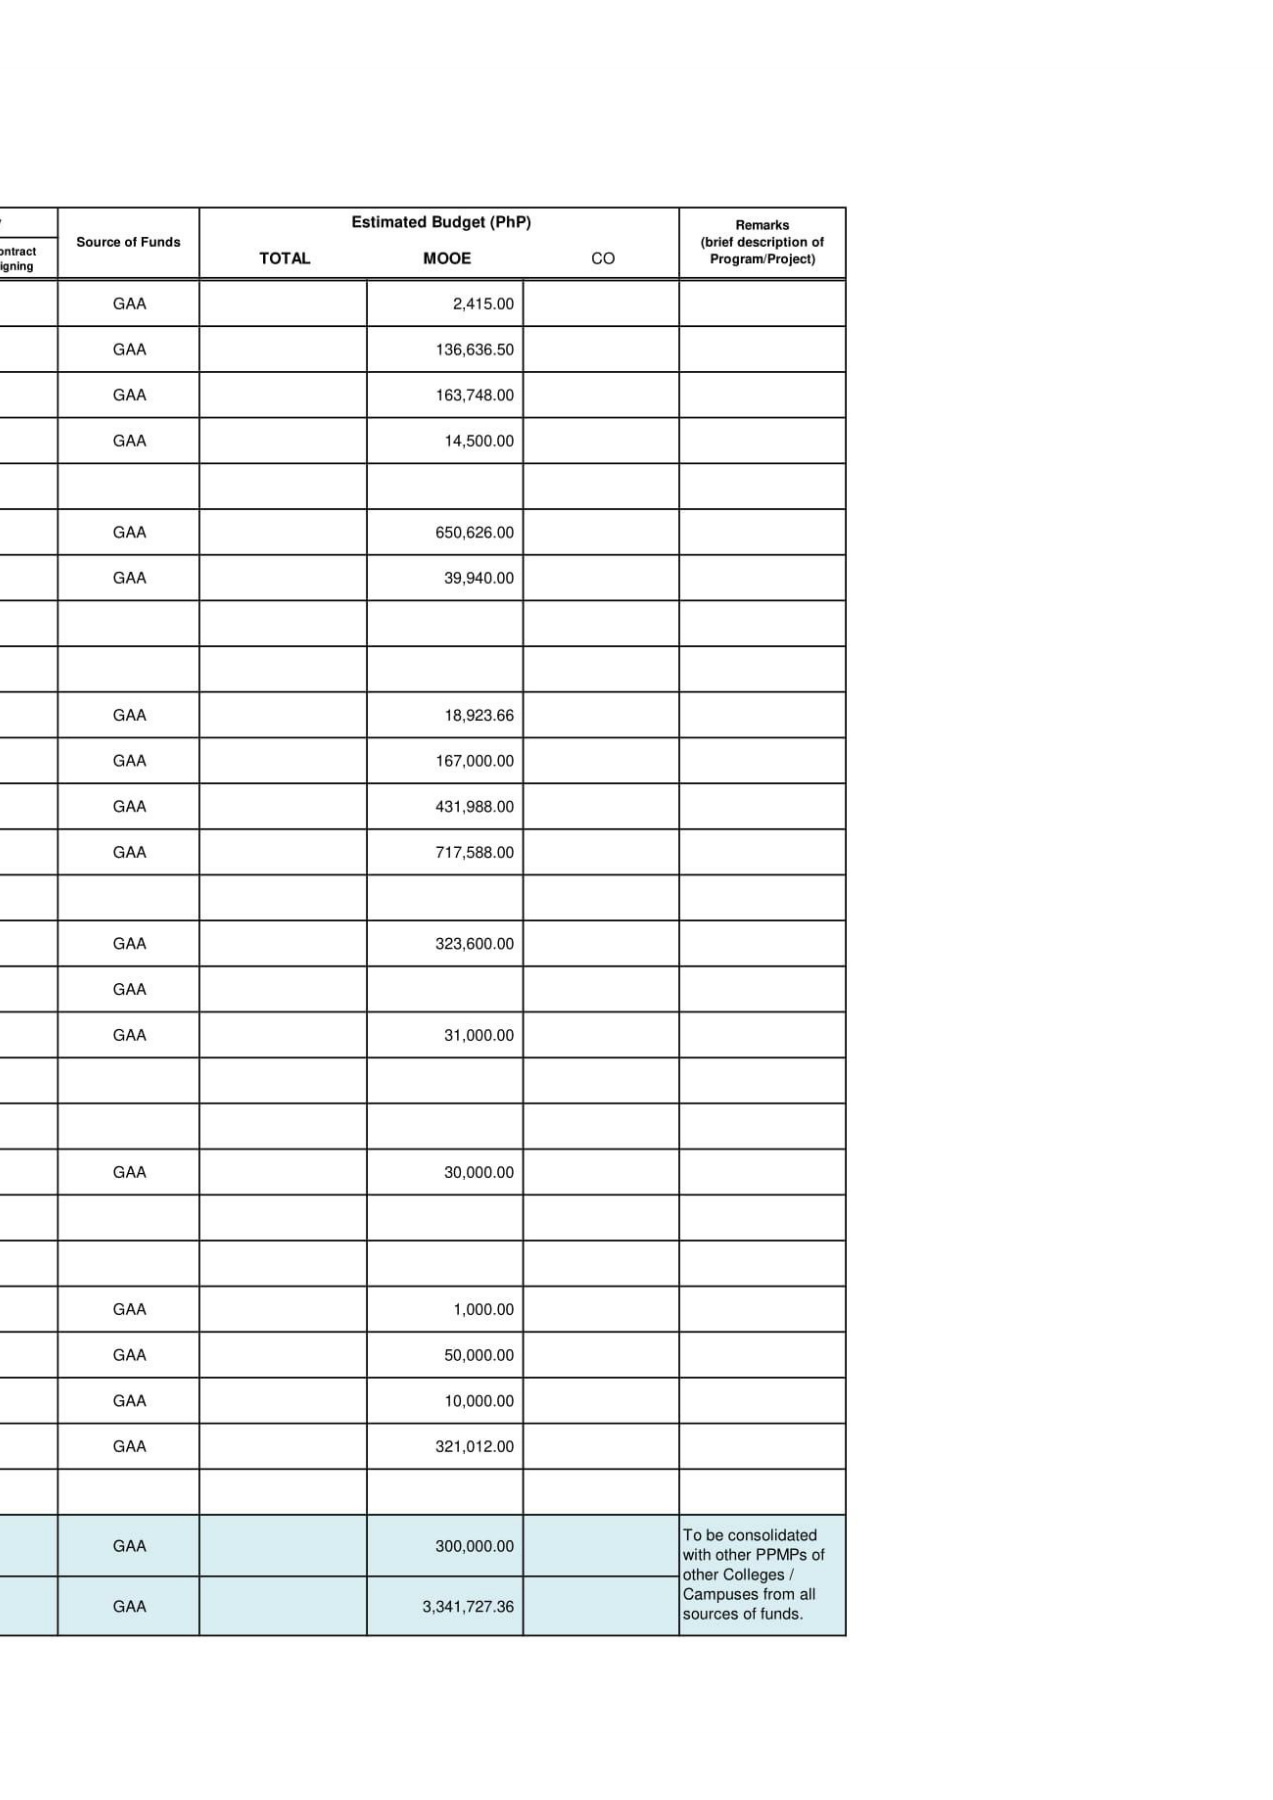 y
Source of Funds
Estimated Budget (PhP)
Remarks
(brief description of
Program/Project)
ontract
igning
TOTAL MOOE CO
GAA 2,415.00
GAA 136,636.50
GAA 163,748.00
GAA 14,500.00
GAA 650,626.00
GAA 39,940.00
GAA 18,923.66
GAA 167,000.00
GAA 431,988.00
GAA 717,588.00
GAA 323,600.00
GAA
GAA 31,000.00
GAA 30,000.00
GAA 1,000.00
GAA 50,000.00
GAA 10,000.00
GAA 321,012.00
GAA 300,000.00
GAA 3,341,727.36
To be consolidated
with other PPMPs of
other Colleges /
Campuses from all
sources of funds.